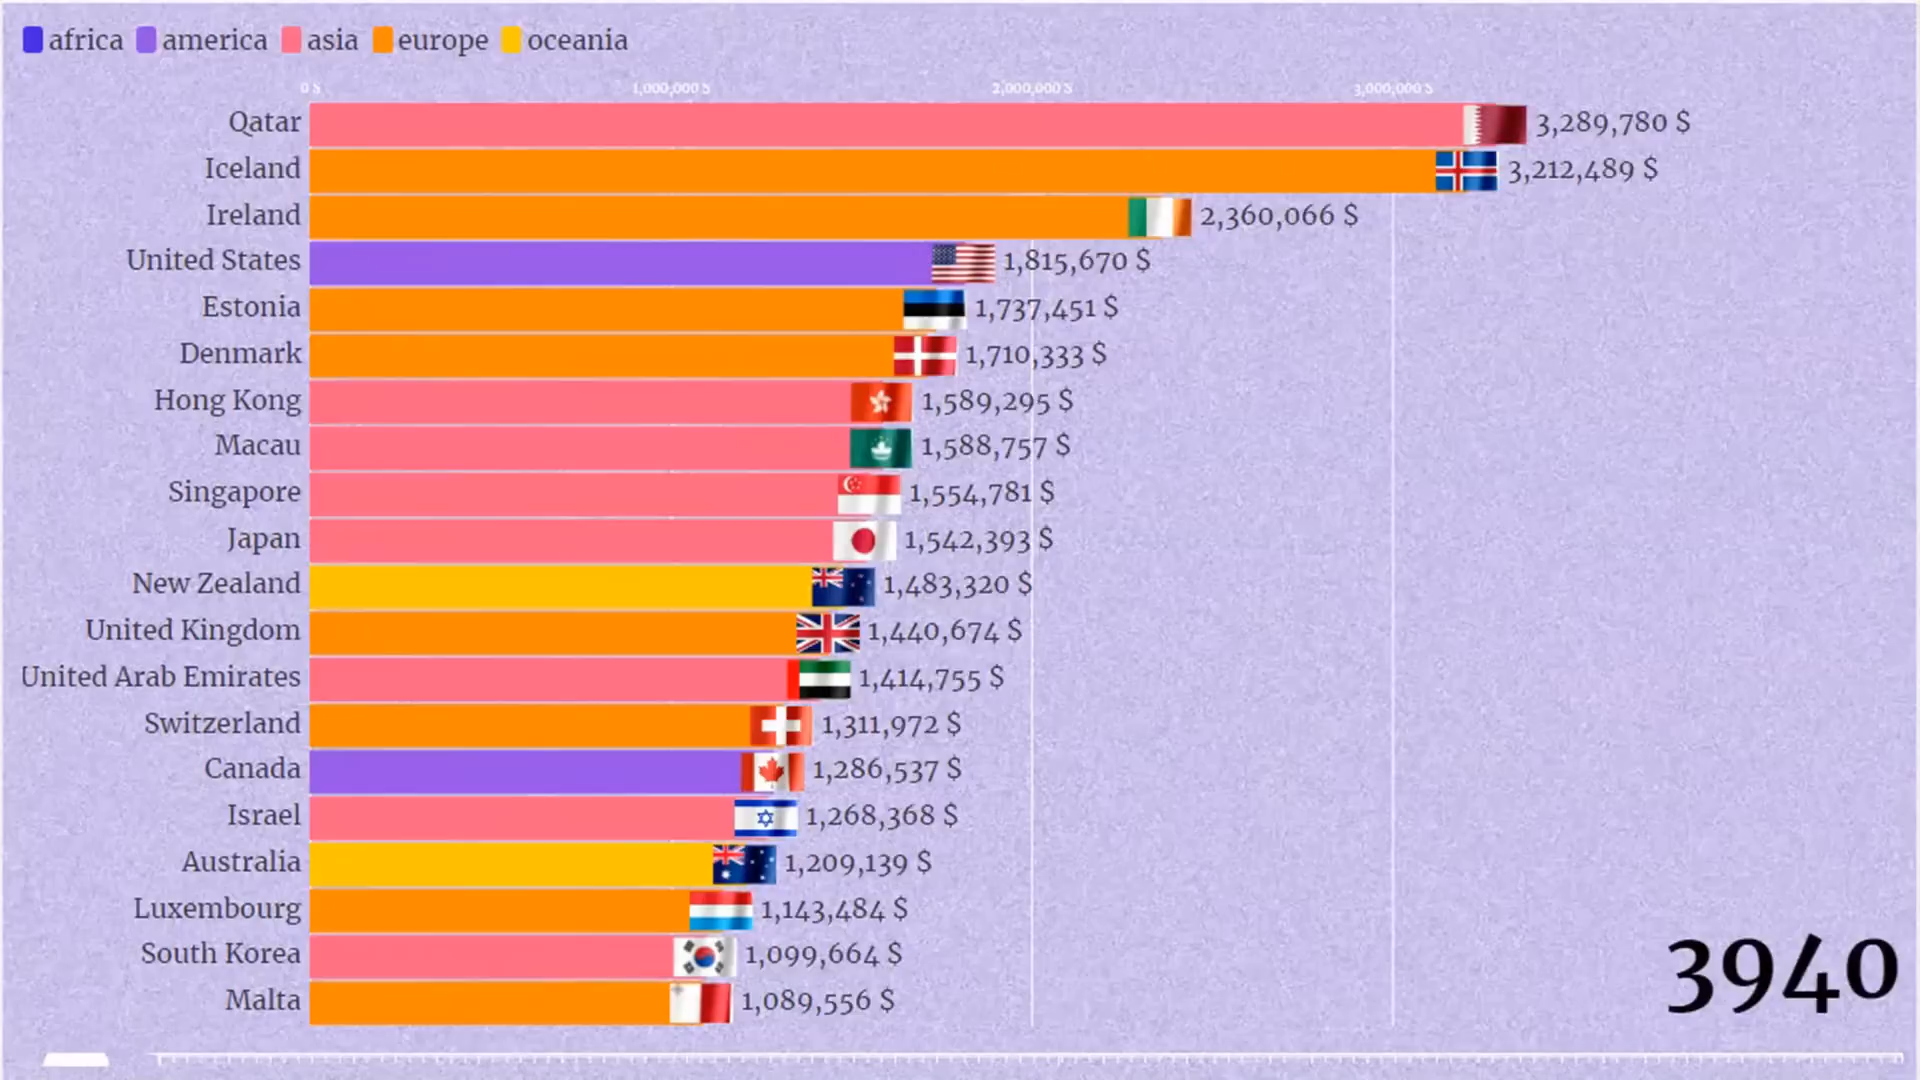 africa america asia europe oceania
0 $ 1,000,000 $ 2,000,000 $ 3,000,000 $
Qatar 3,289,780 $
Iceland 3,212,489 $
Ireland 2,360,066 $
United States 1,815,670 $
Estonia 1,737,451 $
Denmark 1,710,333 $
Hong Kong 1,589,295 $
Macau 1,588,757 $
Singapore 1,554,781 $
Japan 1,542,393 $
New Zealand 1,483,320 $
United Kingdom 1,440,674 $
United Arab Emirates 1,414,755 $
Switzerland 1,311,972 $
Canada 1,286,537 $
Israel 1,268,368 $
Australia 1,209,139 $
Luxembourg 1,143,484 $
South Korea 1,099,664 $
Malta 1,089,556 $
3940